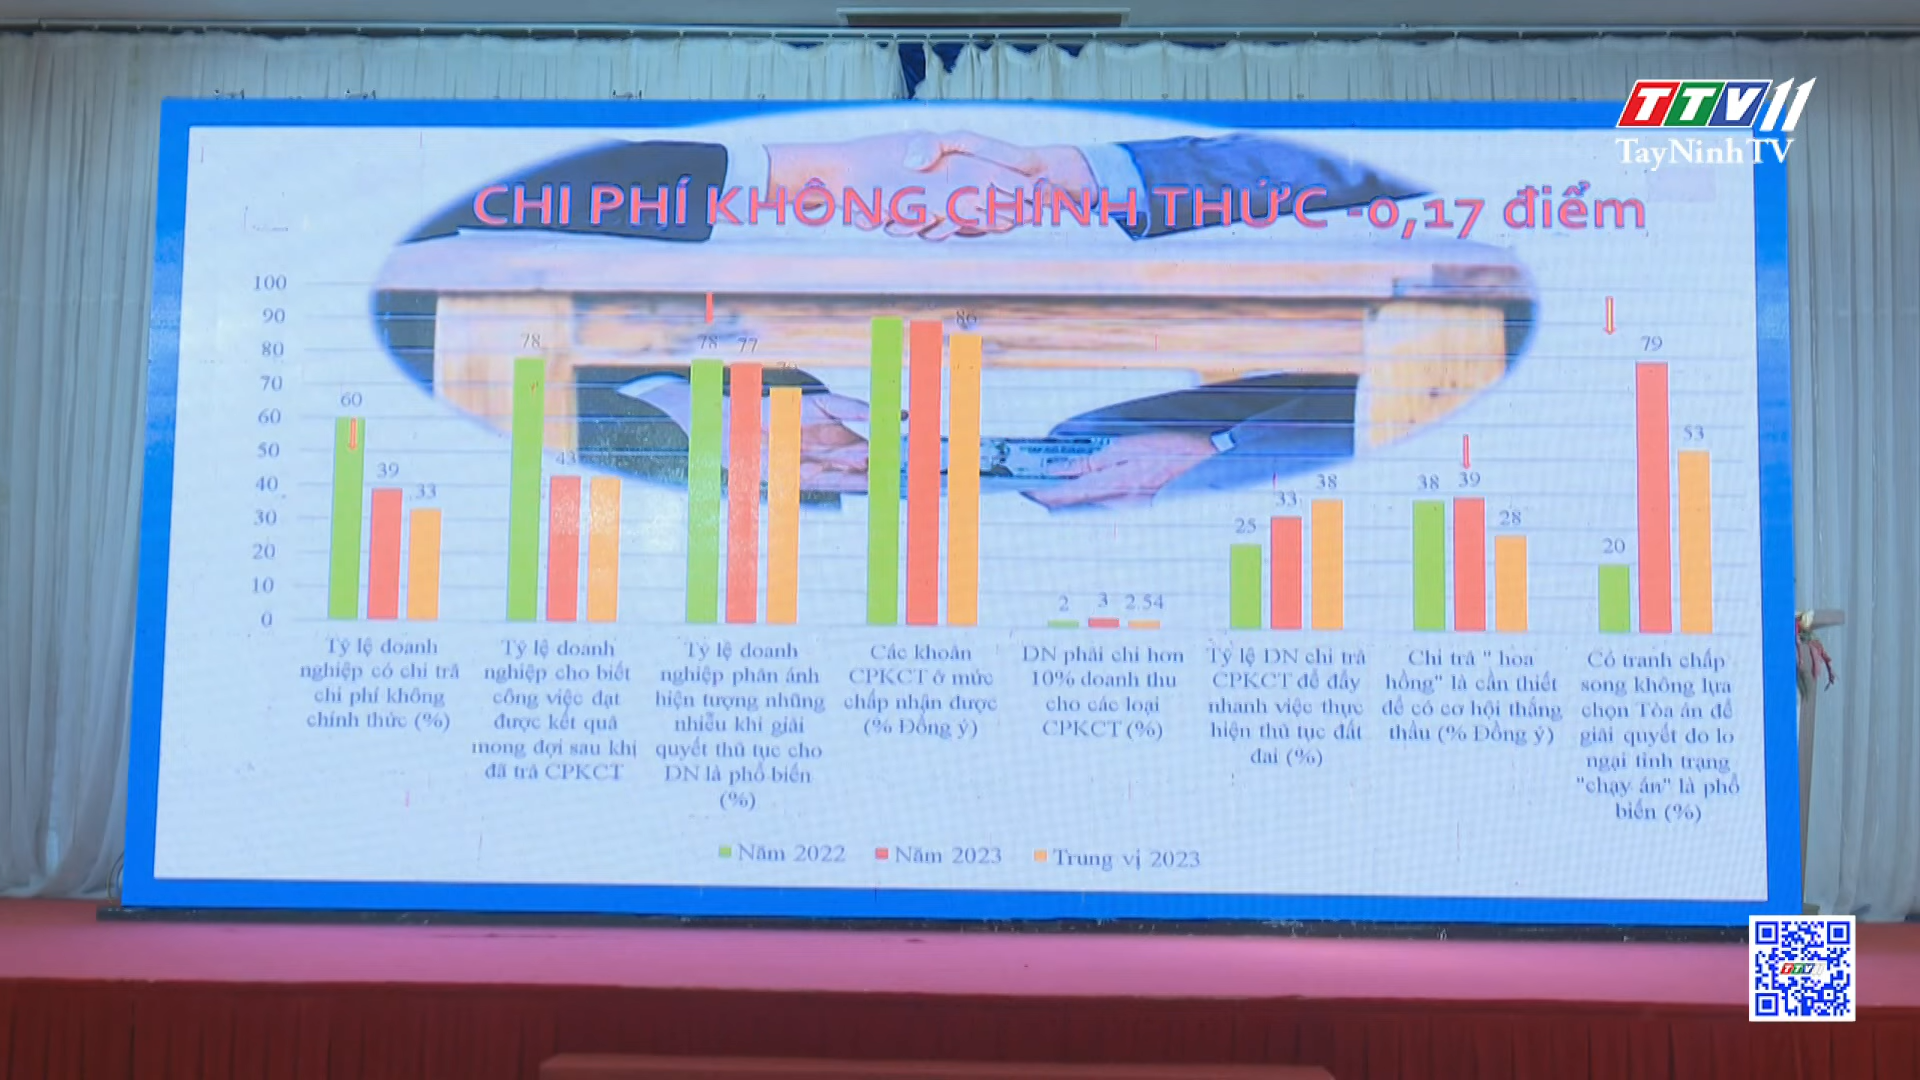 TTV11
TayNinhTV
CHI PHÍ KHÔNG CHÍNH THỨC -0,17 điểm
100
90
80
70
60
50
40
30
20
10
0
60
39
33
78
43
78
77
70
86
2
3
2.54
25
33
38
38
39
28
20
79
53
Tỷ lệ doanh
nghiệp có chi trả
chi phí không
chính thức (%)
Tỷ lệ doanh
nghiệp cho biết
công việc đạt
được kết quả
mong đợi sau khi
đã trả CPKCT
Tỷ lệ doanh
nghiệp phản ánh
hiện tượng nhũng
nhiễu khi giải
quyết thủ tục cho
DN là phổ biến
(%)
Các khoản
CPKCT ở mức
chấp nhận được
(% Đồng ý)
DN phải chi hơn
10% doanh thu
cho các loại
CPKCT (%)
Tỷ lệ DN chi trả
CPKCT để đẩy
nhanh việc thực
hiện thủ tục đất
đai (%)
Chi trả " hoa
hồng" là cần thiết
để có cơ hội thắng
thầu (% Đồng ý)
Có tranh chấp
song không lựa
chọn Tòa án để
giải quyết do lo
ngại tình trạng
"chạy án" là phổ
biến (%)
Năm 2022
Năm 2023
Trung vị 2023
TTV11